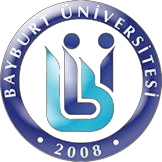 BAYBURT ÜNİVERSİTESİ
• 2008 •